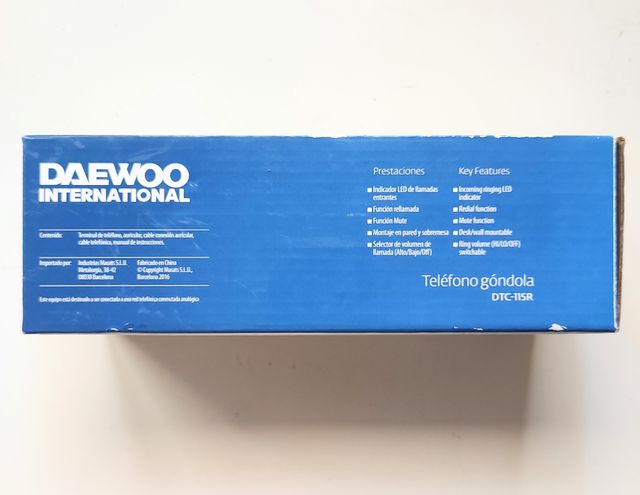 DAEWOO
INTERNATIONAL
Contenido: Terminal de teléfono, auricular, cable conexión auricular,
cable telefónico, manual de instrucciones.
Importado por: Industrias Masats S.L.U.
Metalurgia, 38-42
08038 Barcelona
Fabricado en China
© Copyright Masats S.L.U.,
Barcelona 2016
Este equipo está destinado a ser conectado a una red telefónica conmutada analógica
Prestaciones
Indicador LED de llamadas
entrantes
Función rellamada
Función Mute
Montaje en pared y sobremesa
Selector de volumen de
llamada (Alto/Bajo/Off)
Key Features
Incoming ringing LED
indicator
Redial function
Mute function
Desk/wall mountable
Ring volume (HI/LO/OFF)
switchable
Teléfono góndola
DTC-115R